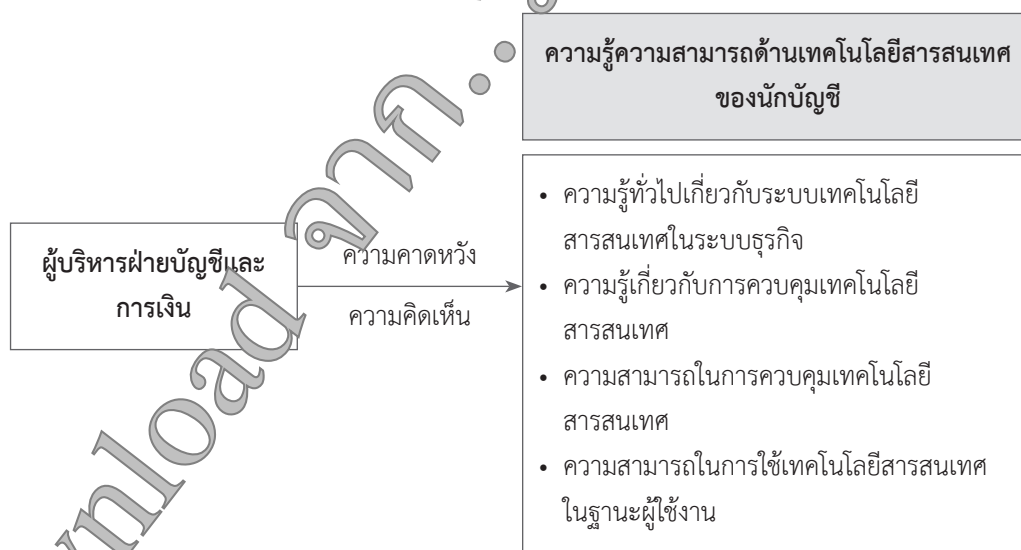 ความรู้ความสามารถด้านเทคโนโลยีสารสนเทศ
ของนักบัญชี
ผู้บริหารฝ่ายบัญชีและ
การเงิน
ความคาดหวัง
ความคิดเห็น
• ความรู้ทั่วไปเกี่ยวกับระบบเทคโนโลยี
สารสนเทศในระบบธุรกิจ
• ความรู้เกี่ยวกับการควบคุมเทคโนโลยี
สารสนเทศ
• ความสามารถในการควบคุมเทคโนโลยี
สารสนเทศ
• ความสามารถในการใช้เทคโนโลยีสารสนเทศ
ในฐานะผู้ใช้งาน
wnload จาก..